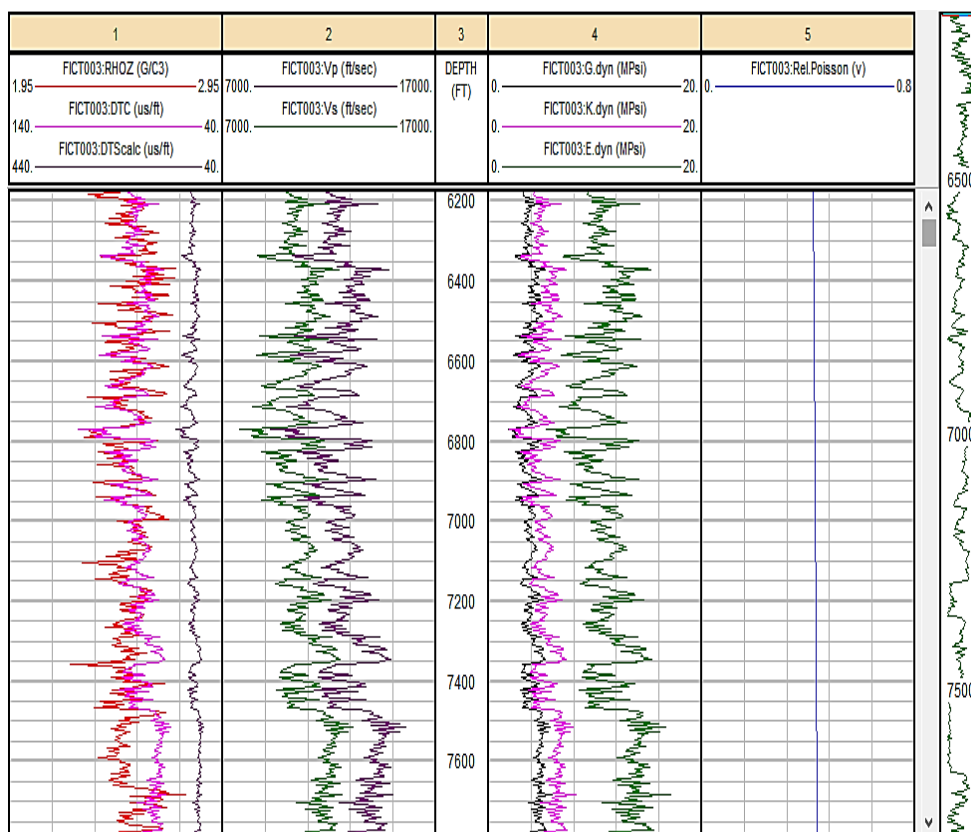 1 2 3 4 5
FICT003:RHOZ (G/C3)
1.95 2.95
FICT003:DTC (us/ft)
140. 40.
FICT003:DTScalc (us/ft)
440. 40.
FICT003:Vp (ft/sec)
7000. 17000.
FICT003:Vs (ft/sec)
7000. 17000.
DEPTH
(FT)
FICT003:G.dyn (MPsi)
0. 20.
FICT003:K.dyn (MPsi)
0. 20.
FICT003:E.dyn (MPsi)
0. 20.
FICT003:Rel.Poisson (v)
0. 0.8
6200
6400
6600
6800
7000
7200
7400
7600
6500
7000
7500